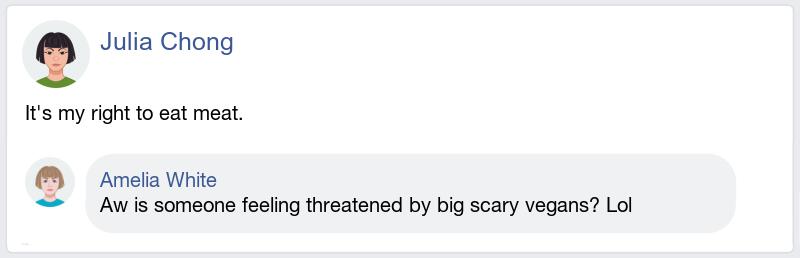 Julia Chong
It's my right to eat meat.
Amelia White
Aw is someone feeling threatened by big scary vegans? Lol